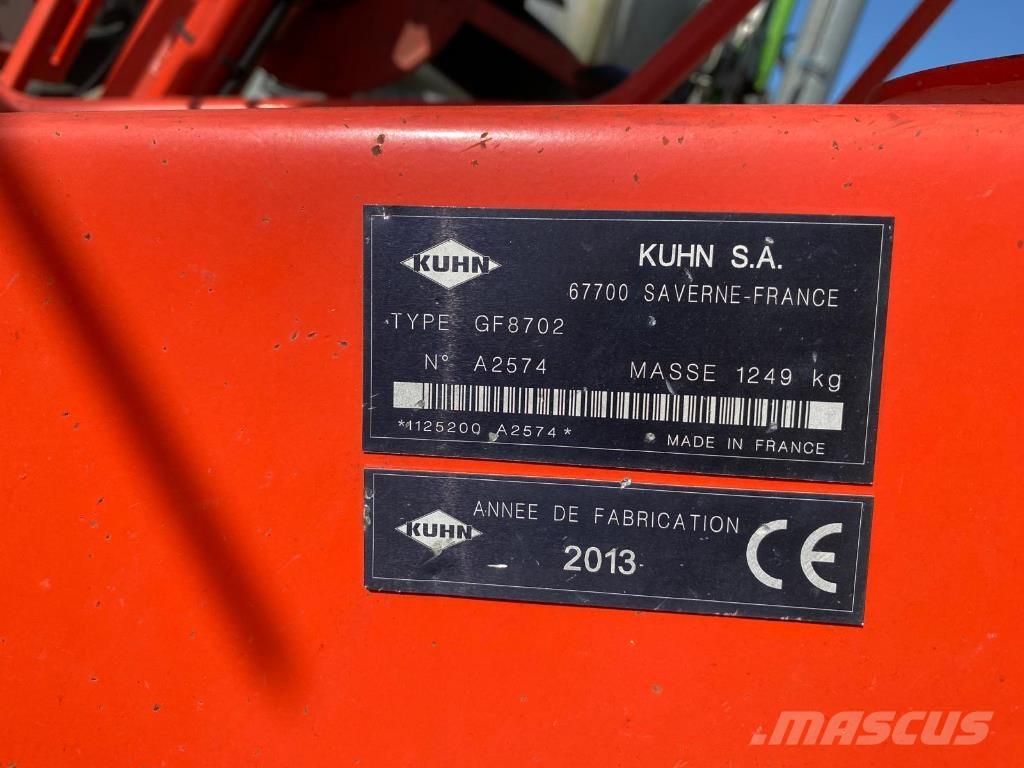 KUHN
KUHN S.A.
67700 SAVERNE-FRANCE
TYPE GF8702
N° A2574 MASSE 1249 kg
*1125200 A2574*
MADE IN FRANCE
KUHN
ANNEE DE FABRICATION
2013
CE
MASCUS